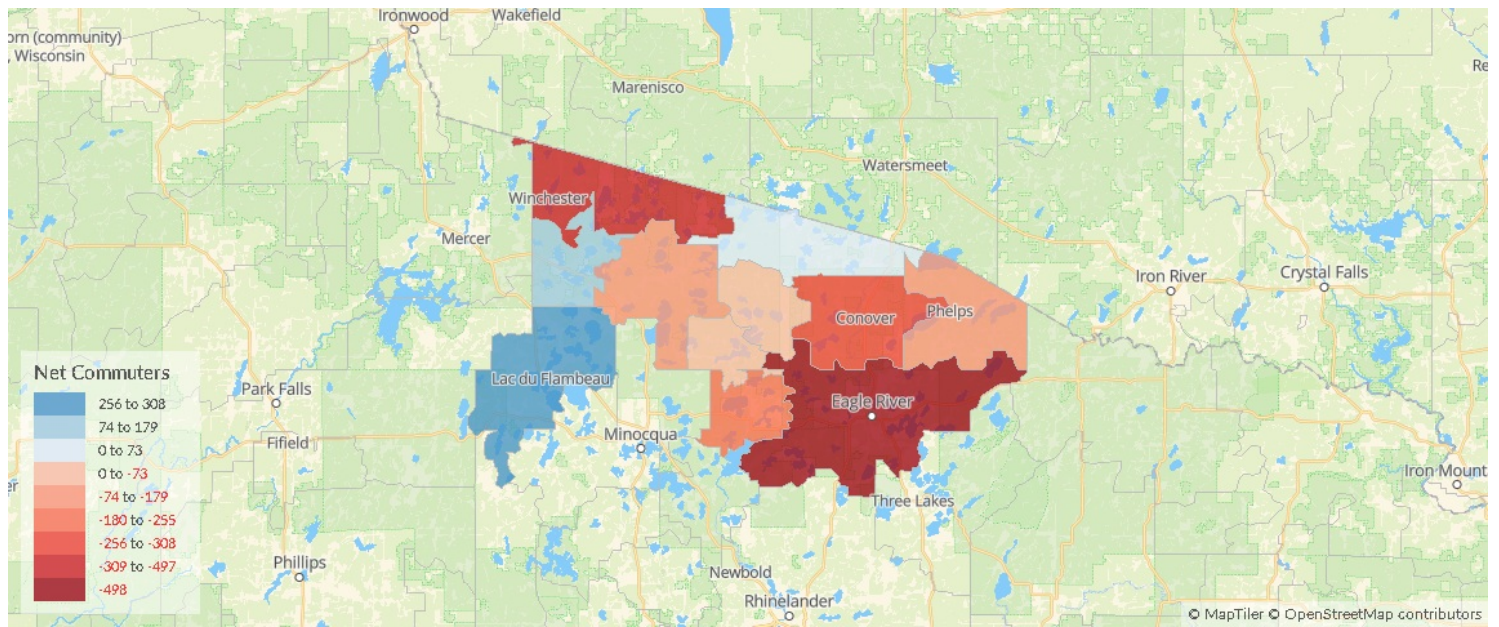 Ironwood
Wakefield
orn (community)
, Wisconsin
Re
Marenisco
Watersmeet
Winchester
Mercer
Iron River
Crystal Falls
Conover
Phelps
Lac du Flambeau
Park Falls
Eagle River
Minocqua
Fifield
er
Iron Mount
Three Lakes
Phillips
Newbold
Rhinelander
Net Commuters
256 to 308
74 to 179
0 to 73
0 to -73
-74 to -179
-180 to -255
-256 to -308
-309 to -497
-498
© MapTiler © OpenStreetMap contributors